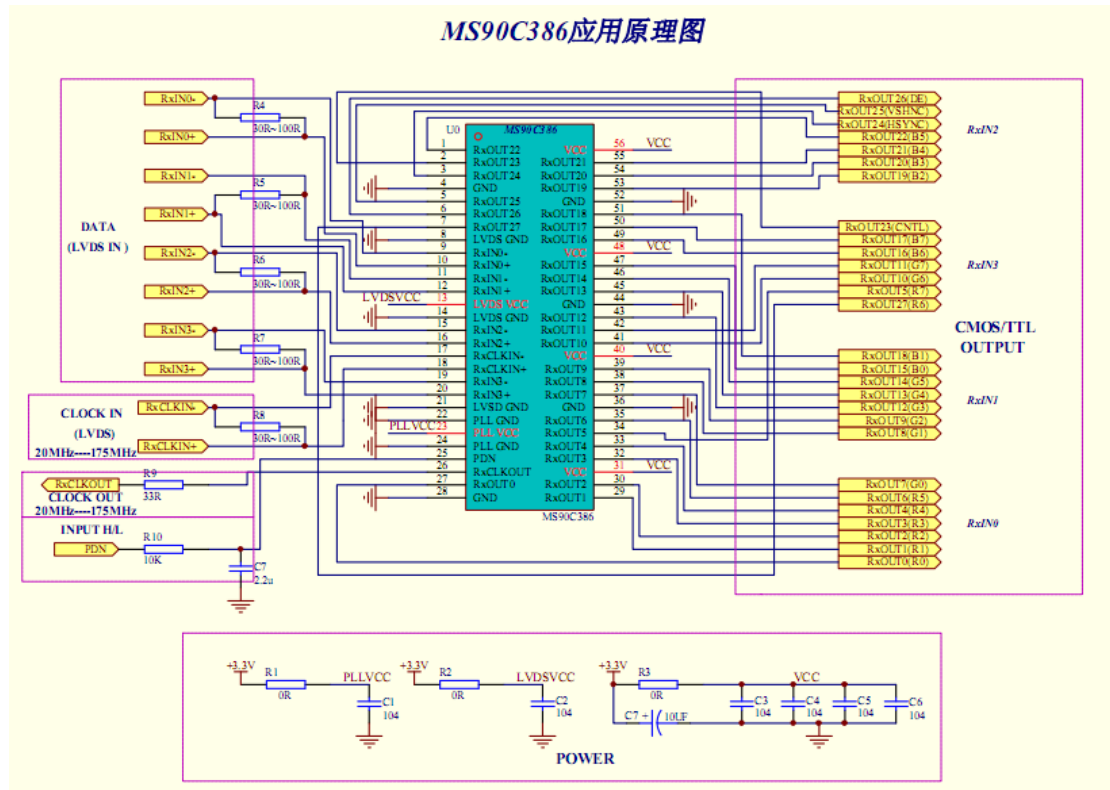 MS90C386应用原理图
RxIN0-
R4
30R~100R
RxIN0+
RxIN1-
R5
30R~100R
RxIN1+
DATA
(LVDS IN )
RxIN2-
R6
30R~100R
RxIN2+
RxIN3-
R7
30R~100R
RxIN3+
CLOCK IN
(LVDS)
20MHz----175MHz
RxCLKIN-
R8
30R~100R
RxCLKIN+
R9
RxCLKOUT
33R
CLOCK OUT
20MHz----175MHz
INPUT H/L
PDN
R10
10K
C7
2.2u
LVDSVCC
PLLVCC
U0
MS90C386
1 RxOUT22
2 RxOUT23
3 RxOUT24
4 GND
5 RxOUT25
6 RxOUT26
7 RxOUT27
8 LVDS GND
9 RxIN0-
10 RxIN0+
11 RxIN1-
12 RxIN1+
13 LVDS VCC
14 LVDS GND
15 RxIN2-
16 RxIN2+
17 RxCLKIN-
18 RxCLKIN+
19 RxIN3-
20 RxIN3+
21 LVSD GND
22 PLL GND
23 PLL VCC
24 PLL GND
25 PDN
26 RxCLKOUT
27 RxOUT0
28 GND
VCC 56 VCC
RxOUT21 55
RxOUT20 54
RxOUT19 53
GND 52
RxOUT18 51
RxOUT17 50
RxOUT16 49
VCC 48 VCC
RxOUT15 47
RxOUT14 46
RxOUT13 45
GND 44
RxOUT12 43
RxOUT11 42
RxOUT10 41
VCC 40 VCC
RxOUT9 39
RxOUT8 38
RxOUT7 37
GND 36
RxOUT6 35
RxOUT5 34
RxOUT4 33
RxOUT3 32
VCC 31 VCC
RxOUT2 30
RxOUT1 29
MS90C386
RxOUT26(DE)
RxOUT25(VSHNC)
RxOUT24(HSYNC)
RxOUT22(B5)
RxOUT21(B4)
RxOUT20(B3)
RxOUT19(B2)
RxIN2
RxOUT23(CNTL)
RxOUT17(B7)
RxOUT16(B6)
RxOUT11(G7)
RxOUT10(G6)
RxOUT5(R7)
RxOUT27(R6)
RxIN3
CMOS/TTL
OUTPUT
RxOUT18(B1)
RxOUT15(B0)
RxOUT14(G5)
RxOUT13(G4)
RxOUT12(G3)
RxOUT9(G2)
RxOUT8(G1)
RxIN1
RxOUT7(G0)
RxOUT6(R5)
RxOUT4(R4)
RxOUT3(R3)
RxOUT2(R2)
RxOUT1(R1)
RxOUT0(R0)
RxIN0
+3.3V
R1
0R
PLLVCC
C1
104
+3.3V
R2
0R
LVDSVCC
C2
104
+3.3V
R3
0R
VCC
C7 + 10UF
C3
104
C4
104
C5
104
C6
104
POWER